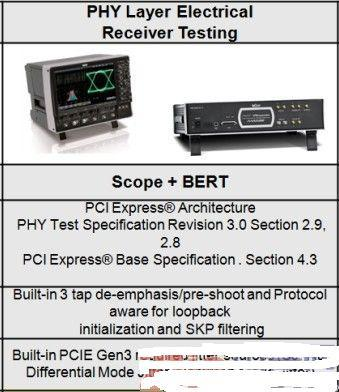 PHY Layer Electrical
Receiver Testing
Scope + BERT
PCI Express® Architecture
PHY Test Specification Revision 3.0 Section 2.9,
2.8
PCI Express® Base Specification . Section 4.3
Built-in 3 tap de-emphasis/pre-shoot and Protocol
aware for loopback
initialization and SKP filtering
Built-in PCIE Gen3
Differential Mode